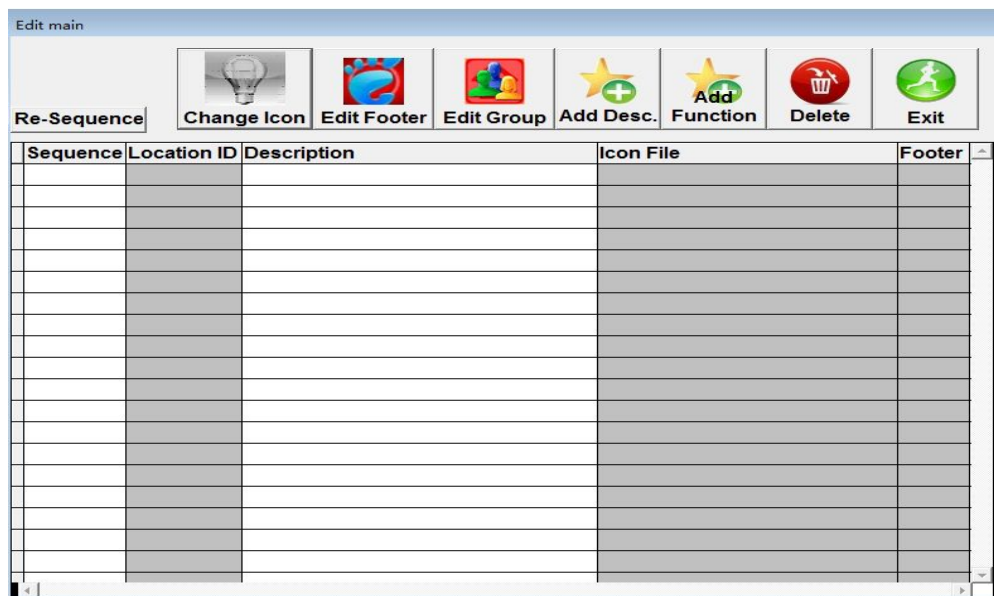 Edit main
Re-Sequence
Change Icon
Edit Footer
Edit Group
Add Desc.
Add
Function
Delete
Exit
Sequence Location ID Description Icon File Footer